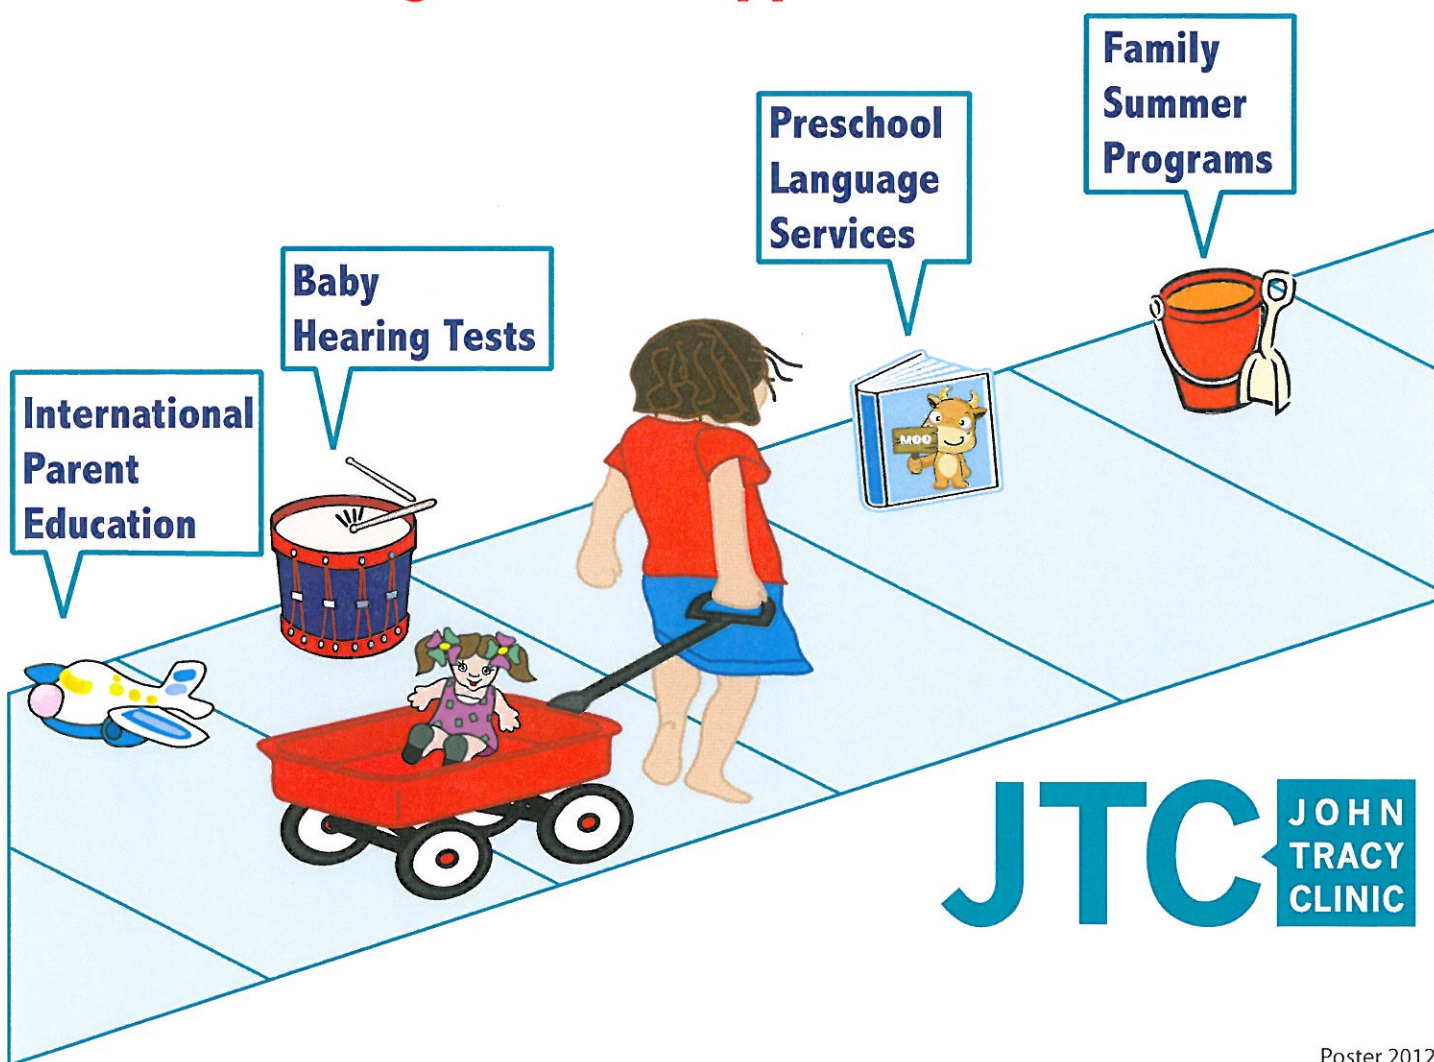 Family
Summer
Programs
Preschool
Language
Services
Baby
Hearing Tests
International
Parent
Education
MOO
JTC
JOHN
TRACY
CLINIC
Poster 2012